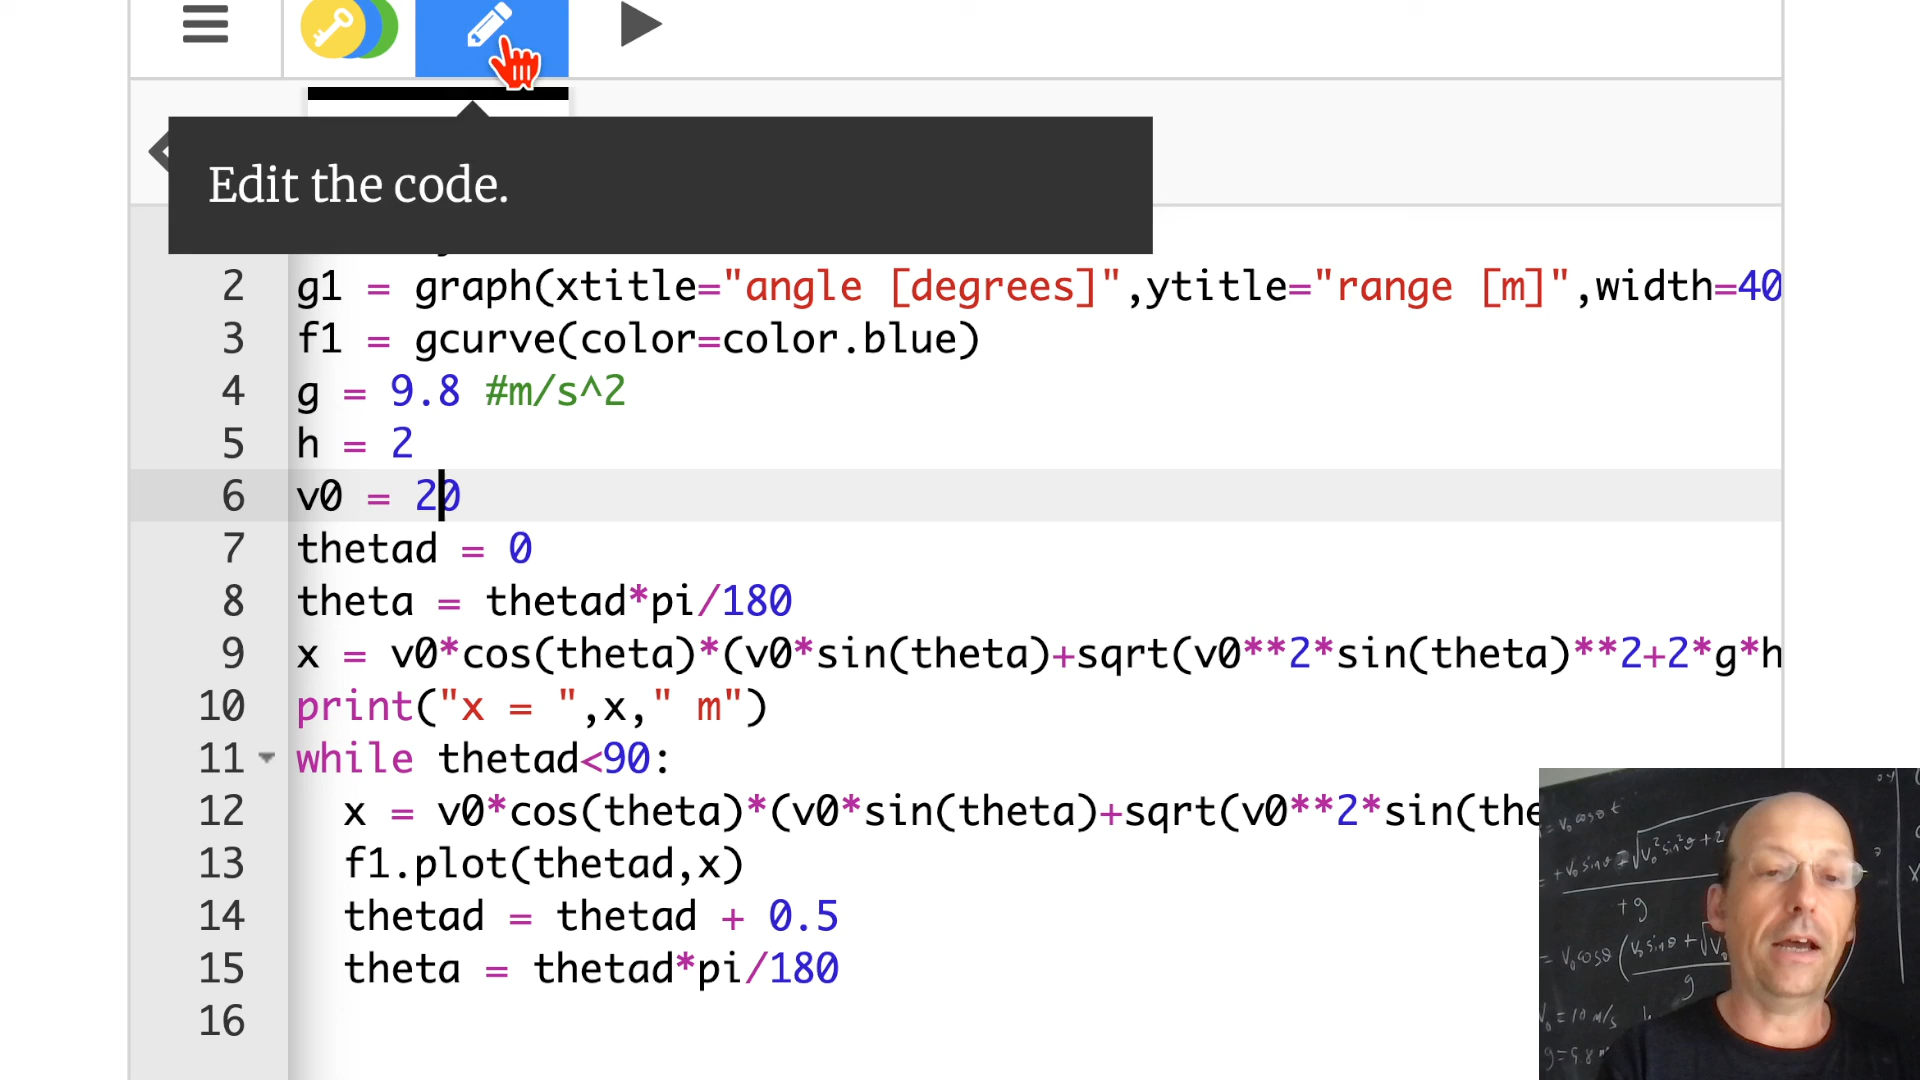 Edit the code.
2 g1 = graph(xtitle="angle [degrees]",ytitle="range [m]",width=40
3 f1 = gcurve(color=color.blue)
4 g = 9.8 #m/s^2
5 h = 2
6 v0 = 20
7 thetad = 0
8 theta = thetad*pi/180
9 x = v0*cos(theta)*(v0*sin(theta)+sqrt(v0**2*sin(theta)**2+2*g*h
10 print("x = ",x," m")
11 while thetad<90:
12 x = v0*cos(theta)*(v0*sin(theta)+sqrt(v0**2*sin(the
13 f1.plot(thetad,x)
14 thetad = thetad + 0.5
15 theta = thetad*pi/180
16
= v₀ cosθ t
+g
g
v₀ = 10 m/s